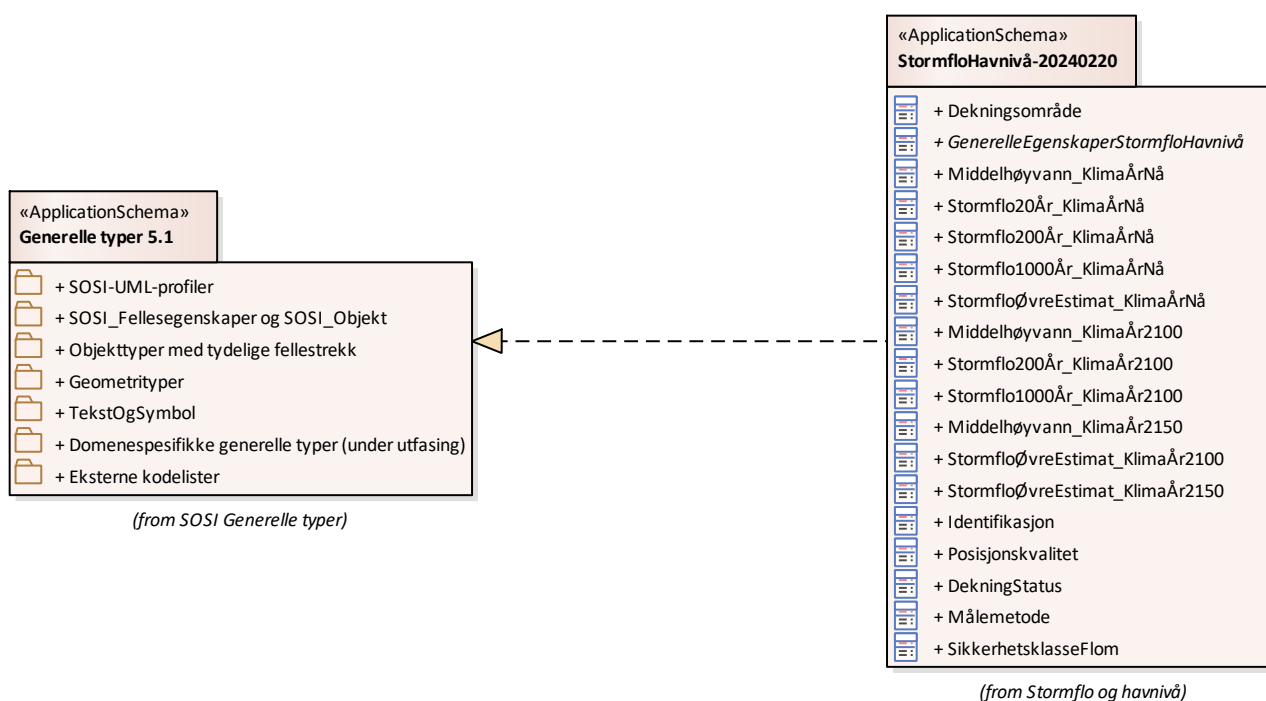 «ApplicationSchema»
Generelle typer 5.1
+ SOSI-UML-profiler
+ SOSI_Fellesegenskaper og SOSI_Objekt
+ Objekttyper med tydelige fellestrekk
+ Geometrityper
+ TekstOgSymbol
+ Domenespesifikke generelle typer (under utfasing)
+ Eksterne kodelister
(from SOSI Generelle typer)
«ApplicationSchema»
StormfloHavnivå-20240220
+ Dekningsområde
+ GenerelleEgenskaperStormfloHavnivå
+ Middelhøyvann_KlimaÅrNå
+ Stormflo20År_KlimaÅrNå
+ Stormflo200År_KlimaÅrNå
+ Stormflo1000År_KlimaÅrNå
+ StormfloØvreEstimat_KlimaÅrNå
+ Middelhøyvann_KlimaÅr2100
+ Stormflo200År_KlimaÅr2100
+ Stormflo1000År_KlimaÅr2100
+ Middelhøyvann_KlimaÅr2150
+ StormfloØvreEstimat_KlimaÅr2100
+ StormfloØvreEstimat_KlimaÅr2150
+ Identifikasjon
+ Posisjonskvalitet
+ DekningStatus
+ Målemetode
+ SikkerhetsklasseFlom
(from Stormflo og havnivå)